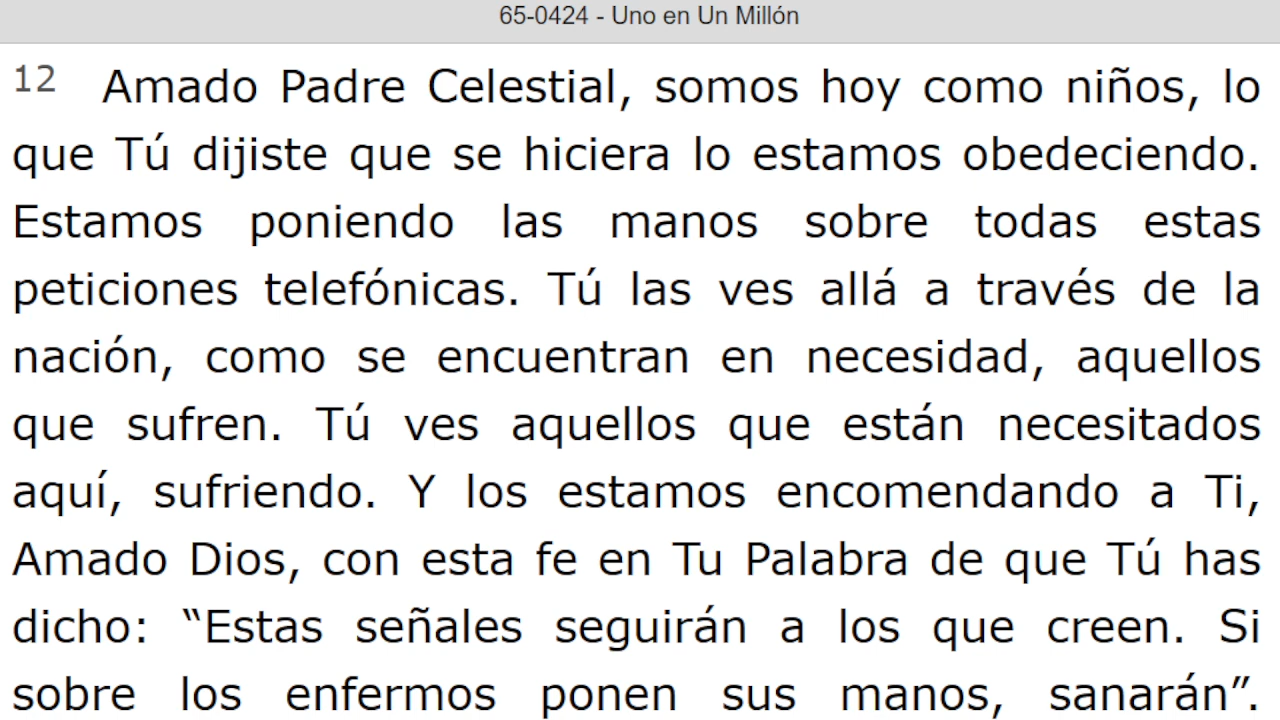 65-0424 - Uno en Un Millón
12 Amado Padre Celestial, somos hoy como niños, lo
que Tú dijiste que se hiciera lo estamos obedeciendo.
Estamos poniendo las manos sobre todas estas
peticiones telefónicas. Tú las ves allá a través de la
nación, como se encuentran en necesidad, aquellos
que sufren. Tú ves aquellos que están necesitados
aquí, sufriendo. Y los estamos encomendando a Ti,
Amado Dios, con esta fe en Tu Palabra de que Tú has
dicho: “Estas señales seguirán a los que creen. Si
sobre los enfermos ponen sus manos, sanarán”.